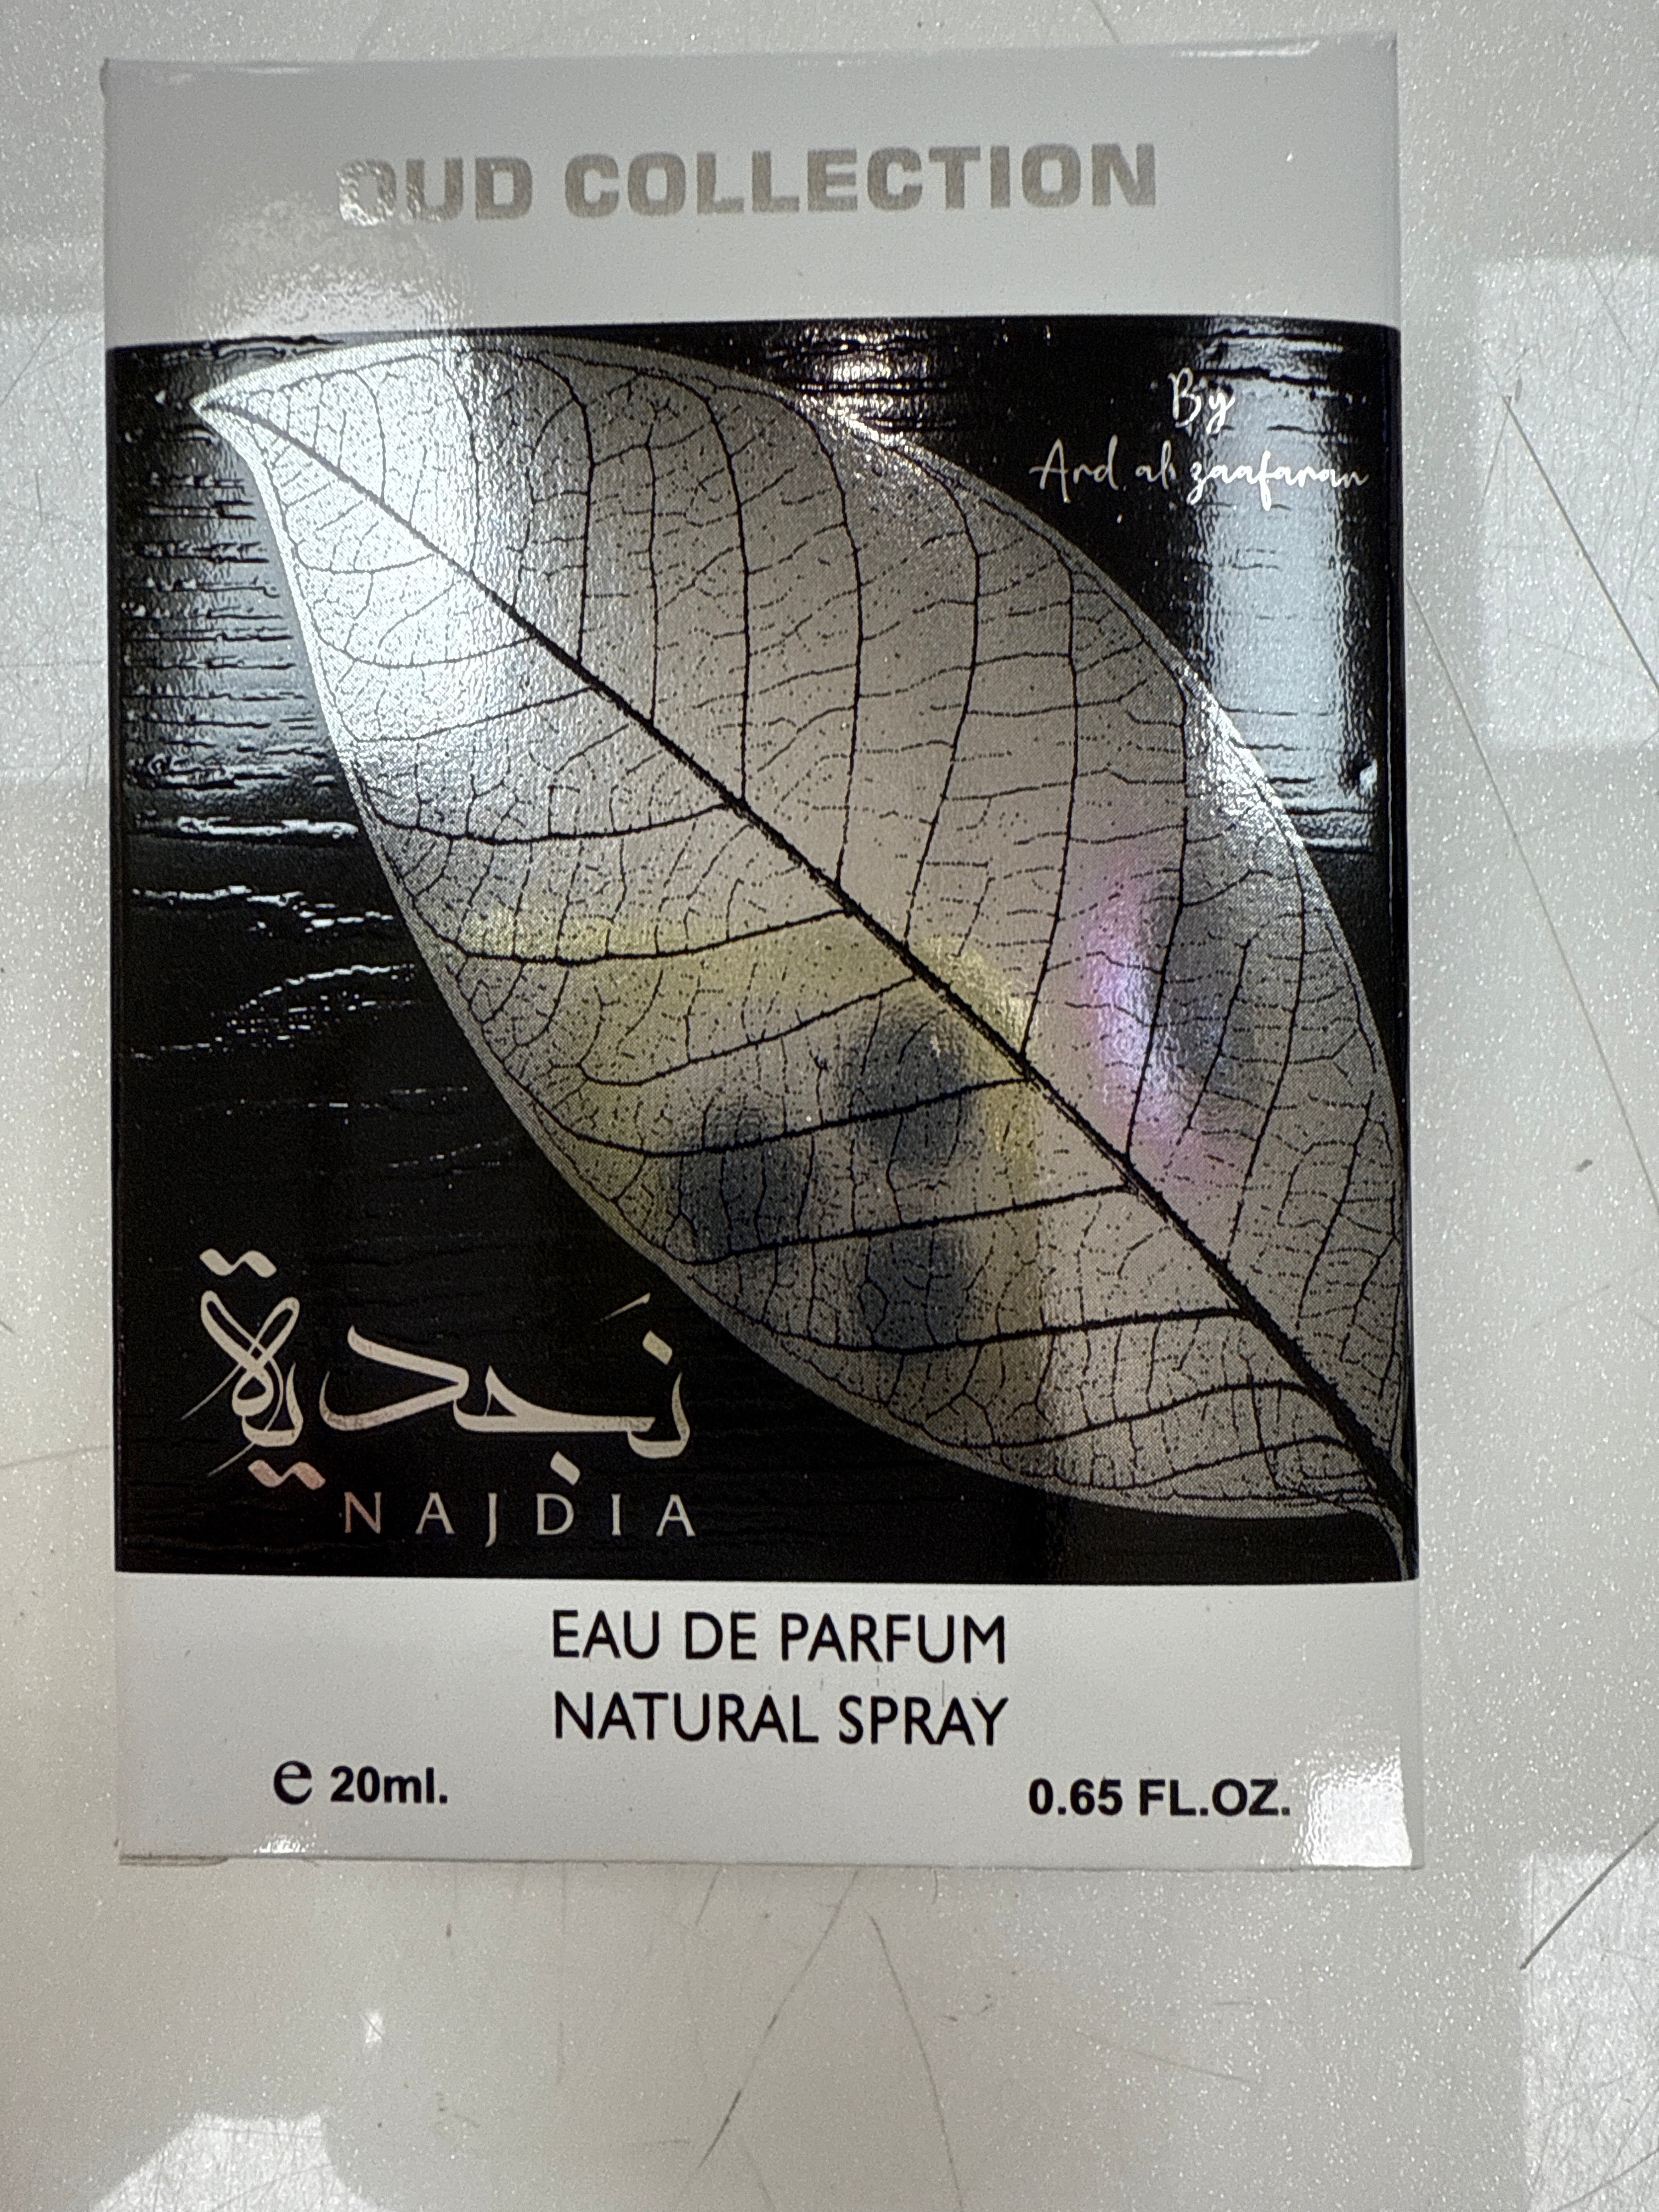 OUD COLLECTION
By
Ard al zaafaran
نجدية
NAJDIA
EAU DE PARFUM
NATURAL SPRAY
e 20ml.
0.65 FL.OZ.